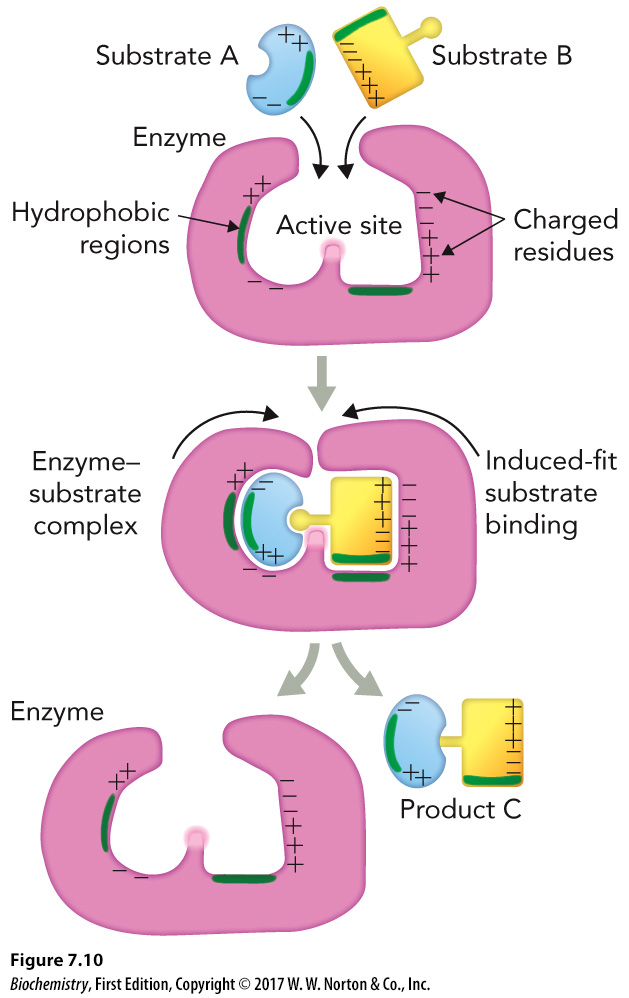 Substrate A
Substrate B
Enzyme
Hydrophobic
regions
Active site
Charged
residues
Enzyme–
substrate
complex
Induced-fit
substrate
binding
Enzyme
Product C
Figure 7.10
Biochemistry, First Edition, Copyright © 2017 W. W. Norton & Co., Inc.